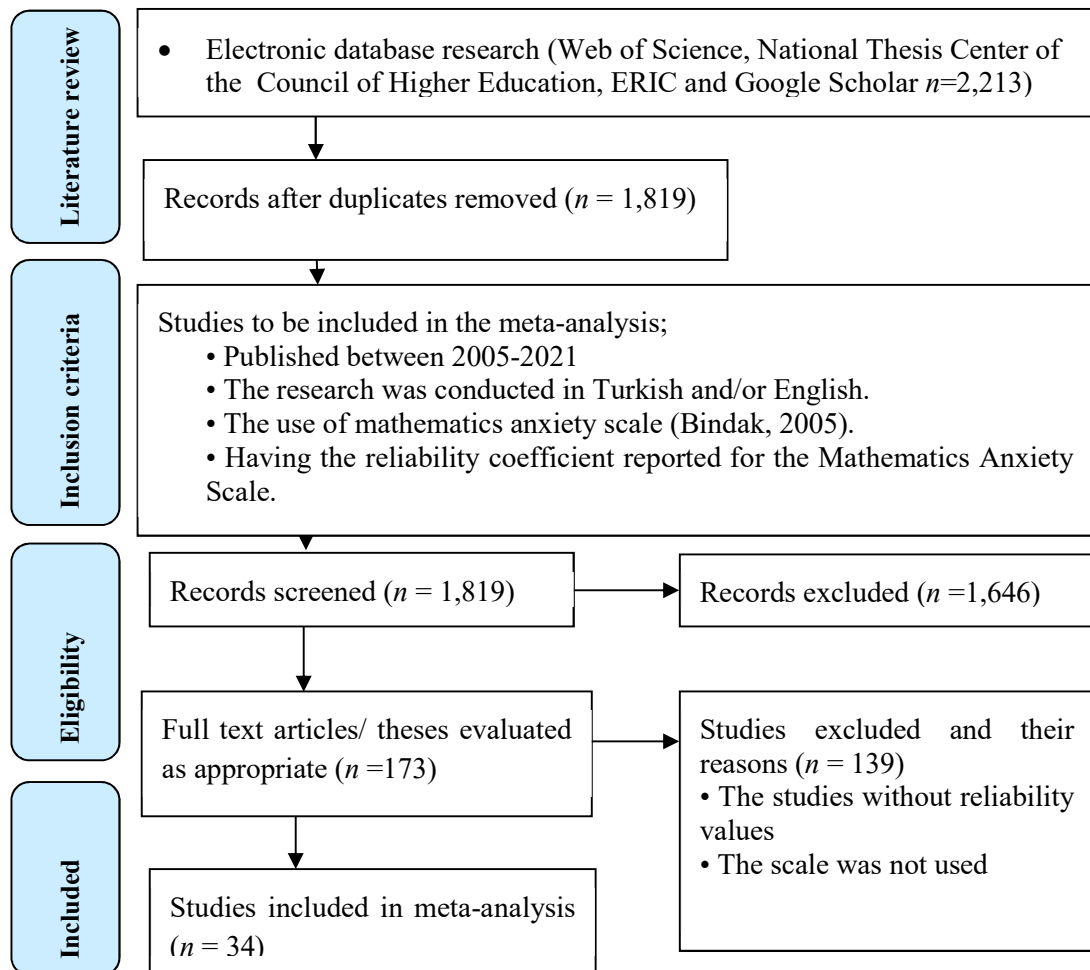 Literature review
• Electronic database research (Web of Science, National Thesis Center of
the Council of Higher Education, ERIC and Google Scholar n=2,213)
Records after duplicates removed (n = 1,819)
Inclusion criteria
Studies to be included in the meta-analysis;
• Published between 2005-2021
• The research was conducted in Turkish and/or English.
• The use of mathematics anxiety scale (Bindak, 2005).
• Having the reliability coefficient reported for the Mathematics Anxiety
Scale.
Eligibility
Records screened (n = 1,819)
Records excluded (n =1,646)
Full text articles/ theses evaluated
as appropriate (n =173)
Studies excluded and their
reasons (n = 139)
• The studies without reliability
values
• The scale was not used
Included
Studies included in meta-analysis
(n = 34)